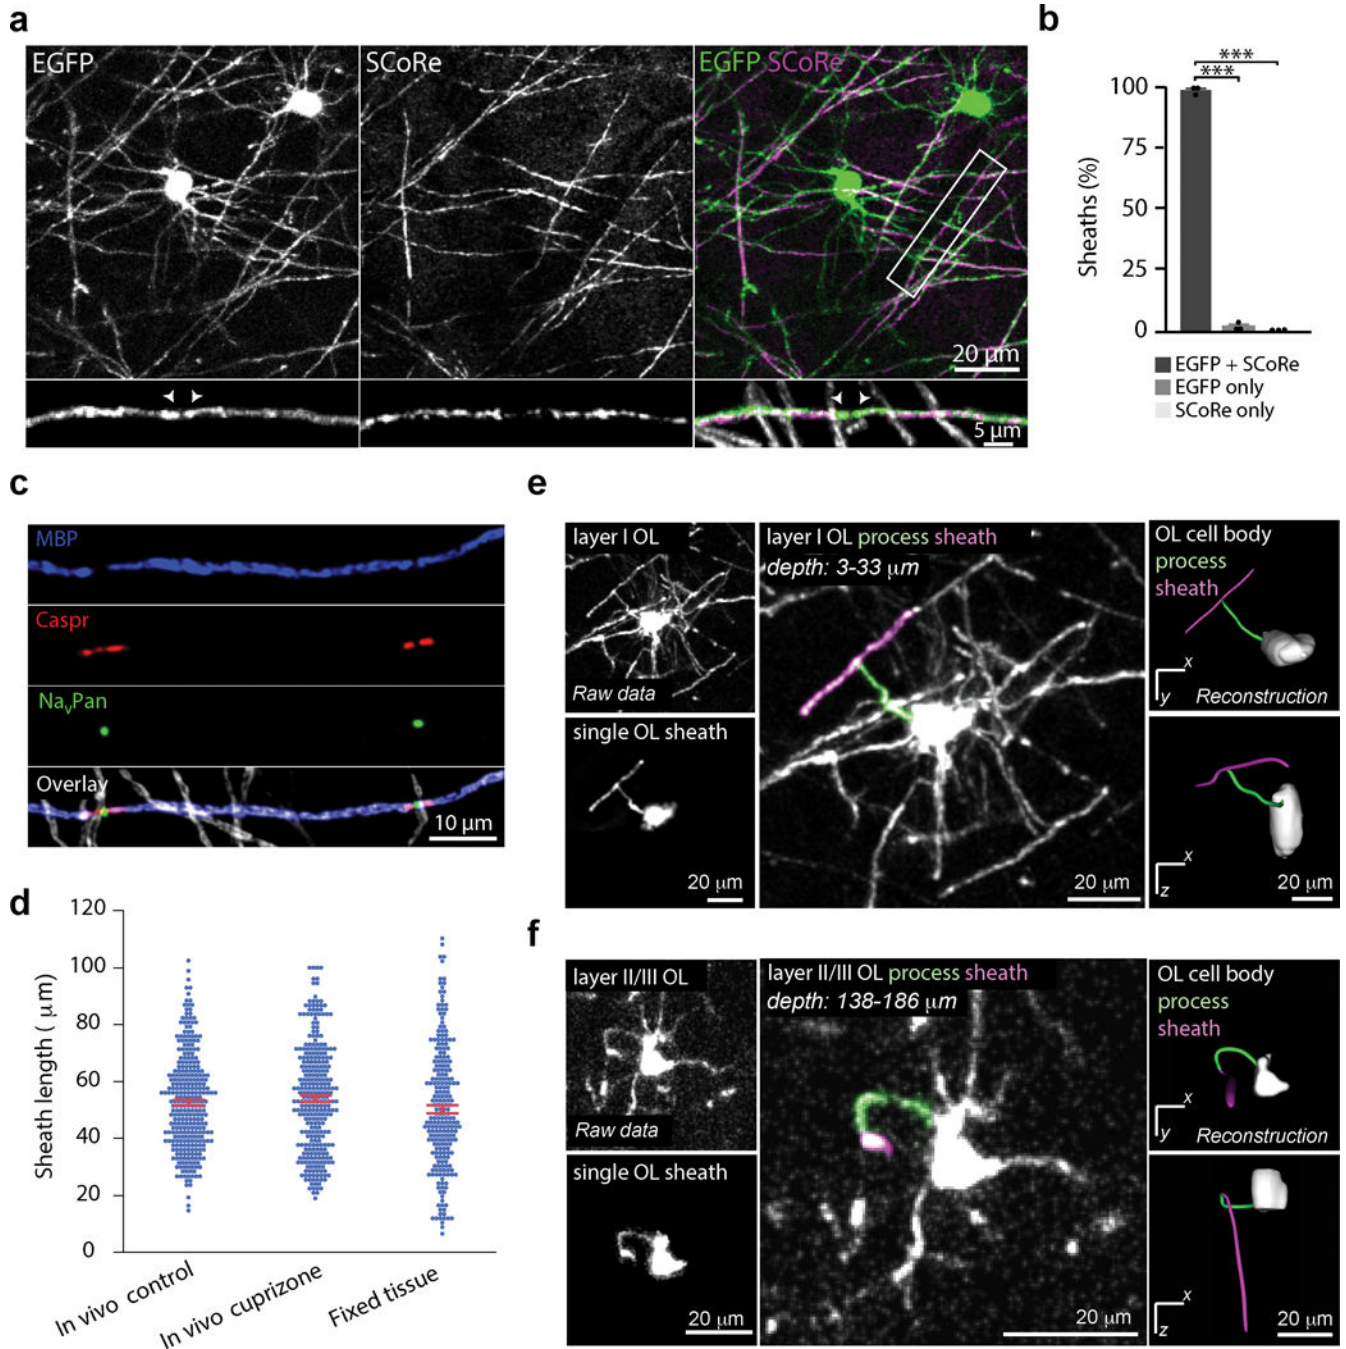 a
EGFP
SCoRe
EGFP SCoRe
20 µm
5 µm
b
***
***
100
75
50
25
0
Sheaths (%)
EGFP + SCoRe
EGFP only
SCoRe only
c
MBP
Caspr
NavPan
Overlay
10 µm
d
120
100
80
60
40
20
0
Sheath length ( µm)
In vivo control
In vivo cuprizone
Fixed tissue
e
layer I OL
Raw data
single OL sheath
20 µm
layer I OL process sheath
depth: 3-33 µm
20 µm
OL cell body
process
sheath
x
y
Reconstruction
x
z
20 µm
f
layer II/III OL
Raw data
single OL sheath
20 µm
layer II/III OL process sheath
depth: 138-186 µm
20 µm
OL cell body
process
sheath
x
y
Reconstruction
x
z
20 µm